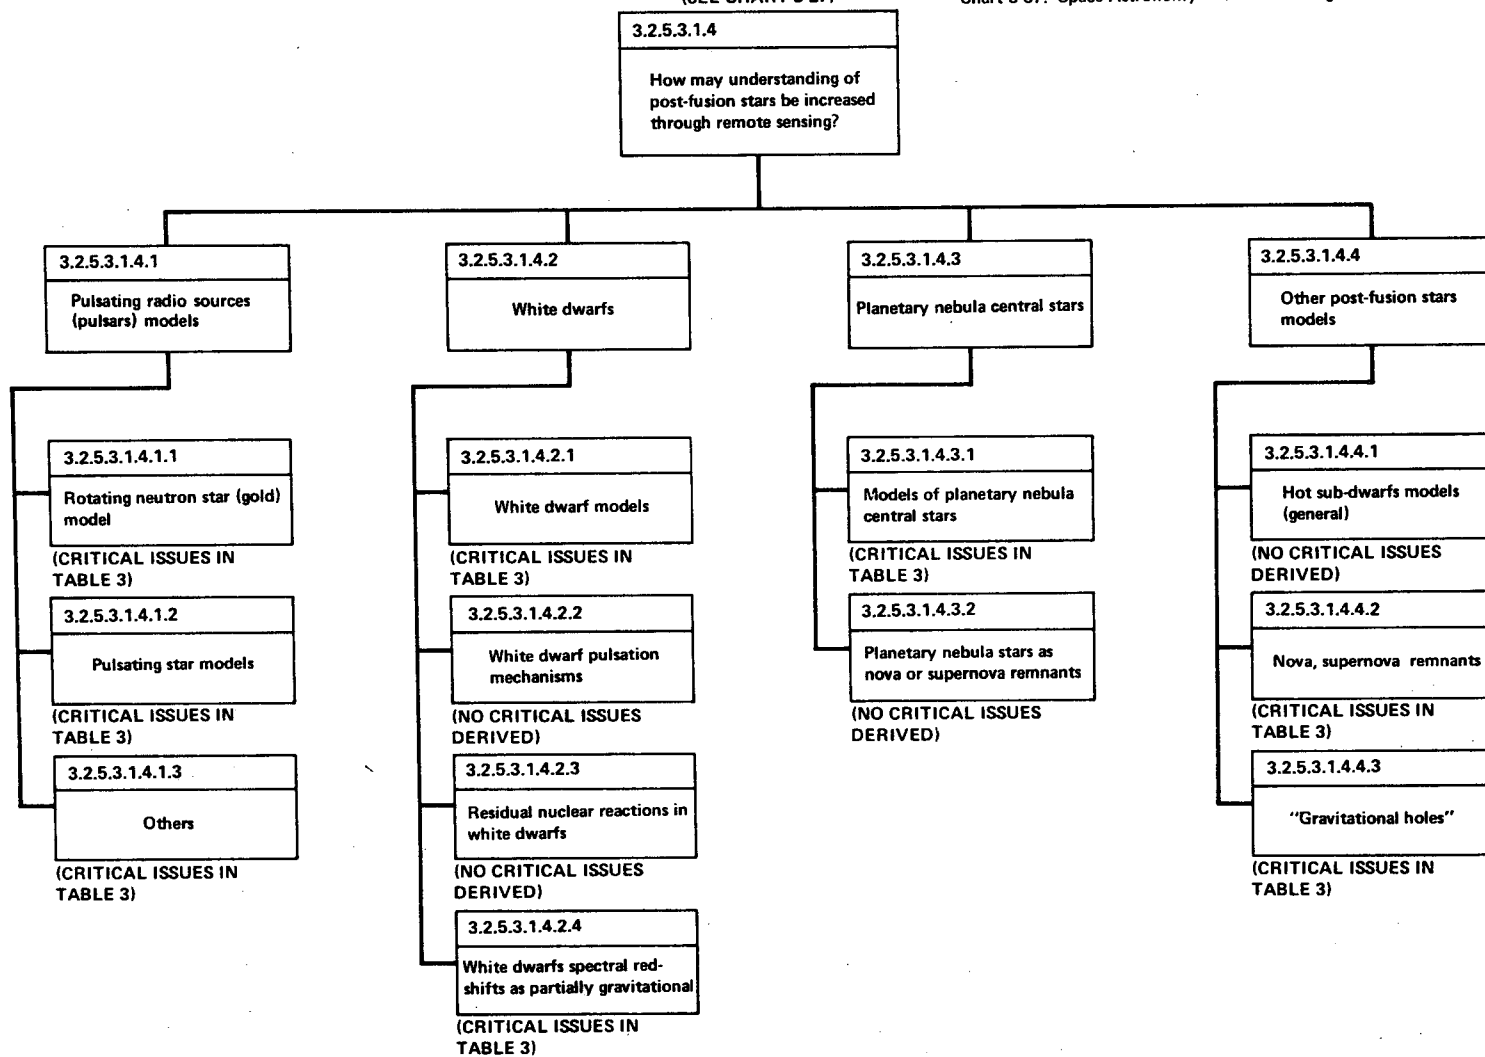 3.2.5.3.1.4
How may understanding of
post-fusion stars be increased
through remote sensing?
3.2.5.3.1.4.1
Pulsating radio sources
(pulsars) models
3.2.5.3.1.4.2
White dwarfs
3.2.5.3.1.4.3
Planetary nebula central stars
3.2.5.3.1.4.4
Other post-fusion stars
models
3.2.5.3.1.4.1.1
Rotating neutron star (gold)
model
(CRITICAL ISSUES IN
TABLE 3)
3.2.5.3.1.4.1.2
Pulsating star models
(CRITICAL ISSUES IN
TABLE 3)
3.2.5.3.1.4.1.3
Others
(CRITICAL ISSUES IN
TABLE 3)
3.2.5.3.1.4.2.1
White dwarf models
(CRITICAL ISSUES IN
TABLE 3)
3.2.5.3.1.4.2.2
White dwarf pulsation
mechanisms
(NO CRITICAL ISSUES
DERIVED)
3.2.5.3.1.4.2.3
Residual nuclear reactions in
white dwarfs
(NO CRITICAL ISSUES
DERIVED)
3.2.5.3.1.4.2.4
White dwarfs spectral red-
shifts as partially gravitational
(CRITICAL ISSUES IN
TABLE 3)
3.2.5.3.1.4.3.1
Models of planetary nebula
central stars
(CRITICAL ISSUES IN
TABLE 3)
3.2.5.3.1.4.3.2
Planetary nebula stars as
nova or supernova remnants
(NO CRITICAL ISSUES
DERIVED)
3.2.5.3.1.4.4.1
Hot sub-dwarfs models
(general)
(NO CRITICAL ISSUES
DERIVED)
3.2.5.3.1.4.4.2
Nova, supernova remnants
(CRITICAL ISSUES IN
TABLE 3)
3.2.5.3.1.4.4.3
"Gravitational holes"
(CRITICAL ISSUES IN
TABLE 3)